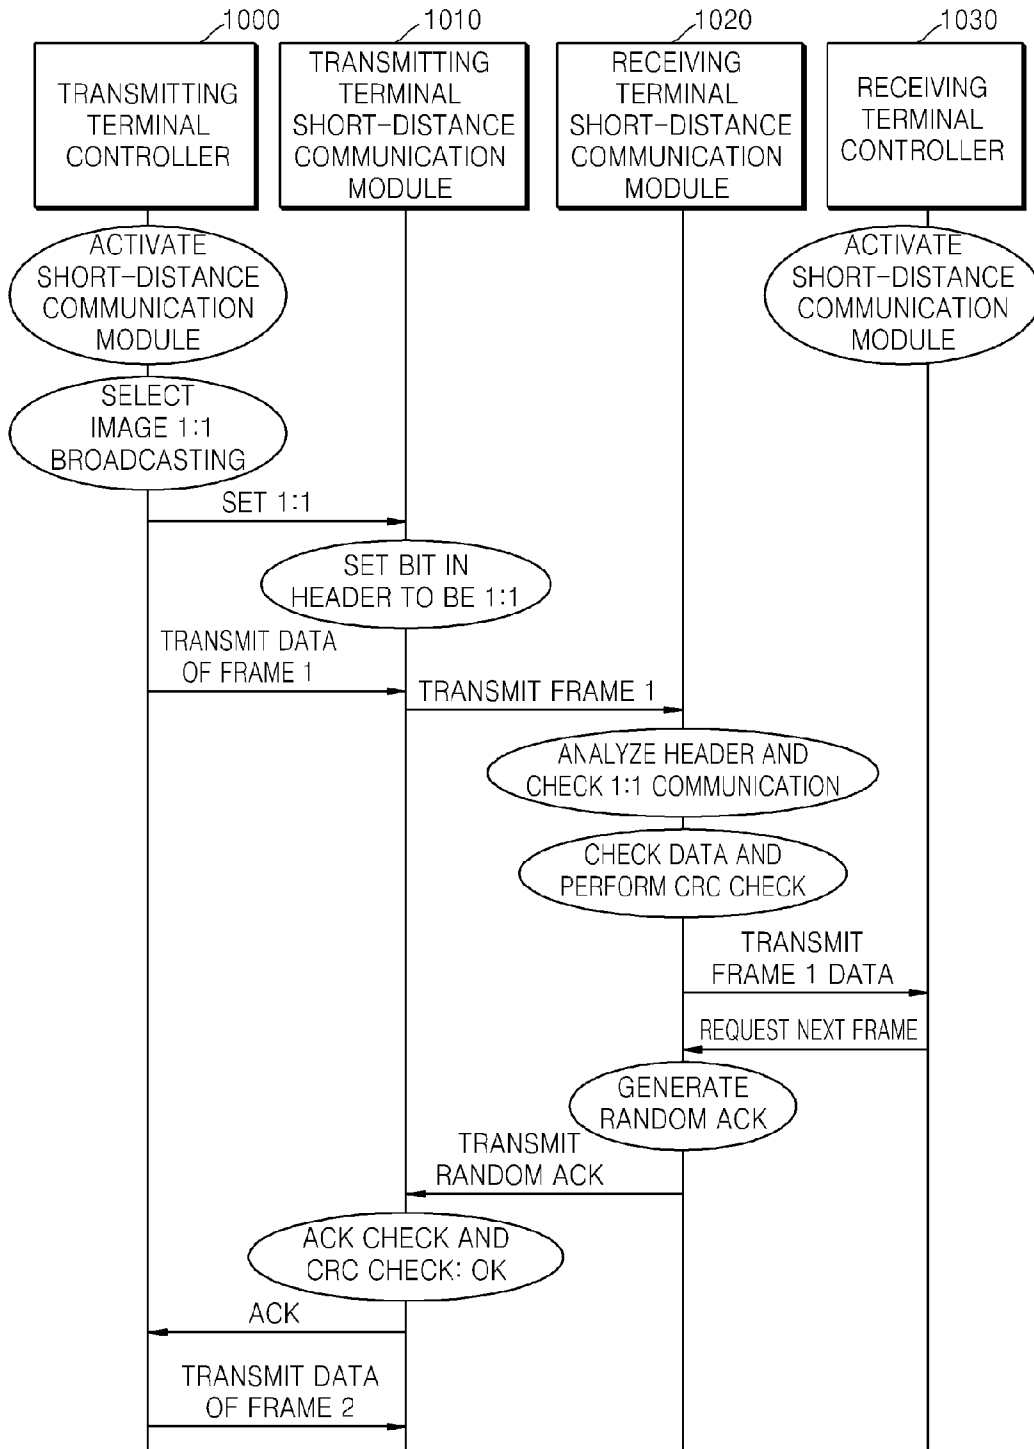 1000
1010
1020
1030
TRANSMITTING
TERMINAL
CONTROLLER
TRANSMITTING
TERMINAL
SHORT-DISTANCE
COMMUNICATION
MODULE
RECEIVING
TERMINAL
SHORT-DISTANCE
COMMUNICATION
MODULE
RECEIVING
TERMINAL
CONTROLLER
ACTIVATE
SHORT-DISTANCE
COMMUNICATION
MODULE
ACTIVATE
SHORT-DISTANCE
COMMUNICATION
MODULE
SELECT
IMAGE 1:1
BROADCASTING
SET 1:1
SET BIT IN
HEADER TO BE 1:1
TRANSMIT DATA
OF FRAME 1
TRANSMIT FRAME 1
ANALYZE HEADER AND
CHECK 1:1 COMMUNICATION
CHECK DATA AND
PERFORM CRC CHECK
TRANSMIT
FRAME 1 DATA
REQUEST NEXT FRAME
GENERATE
RANDOM ACK
TRANSMIT
RANDOM ACK
ACK CHECK AND
CRC CHECK: OK
ACK
TRANSMIT DATA
OF FRAME 2